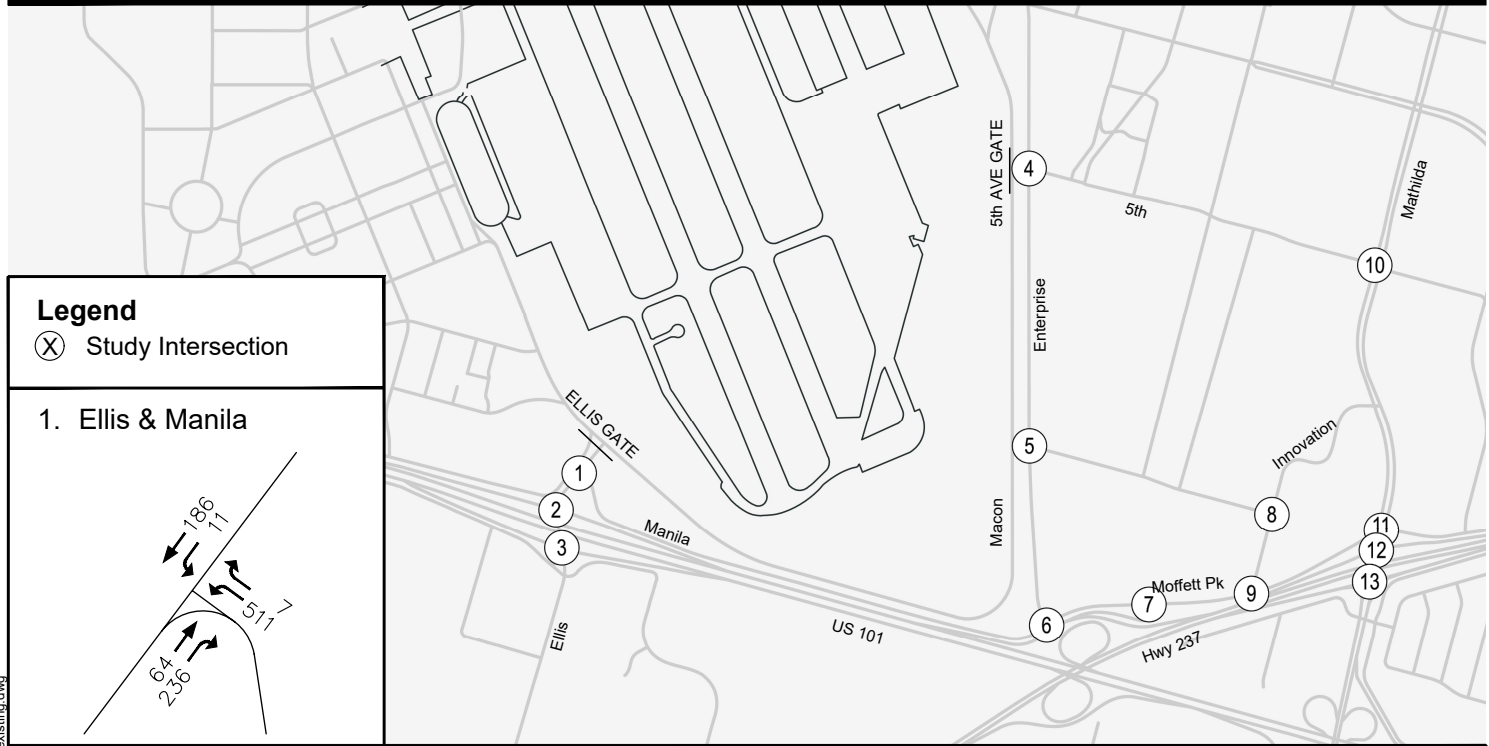 Legend
X Study Intersection
1. Ellis & Manila
186
11
7
511
64
236
ELLIS GATE
1
2
3
Manila
Ellis
US 101
5th AVE GATE
4
5th
Mathilda
10
Enterprise
5
Innovation
Macon
8
11
12
13
Moffett Pk
7
9
6
Hwy 237